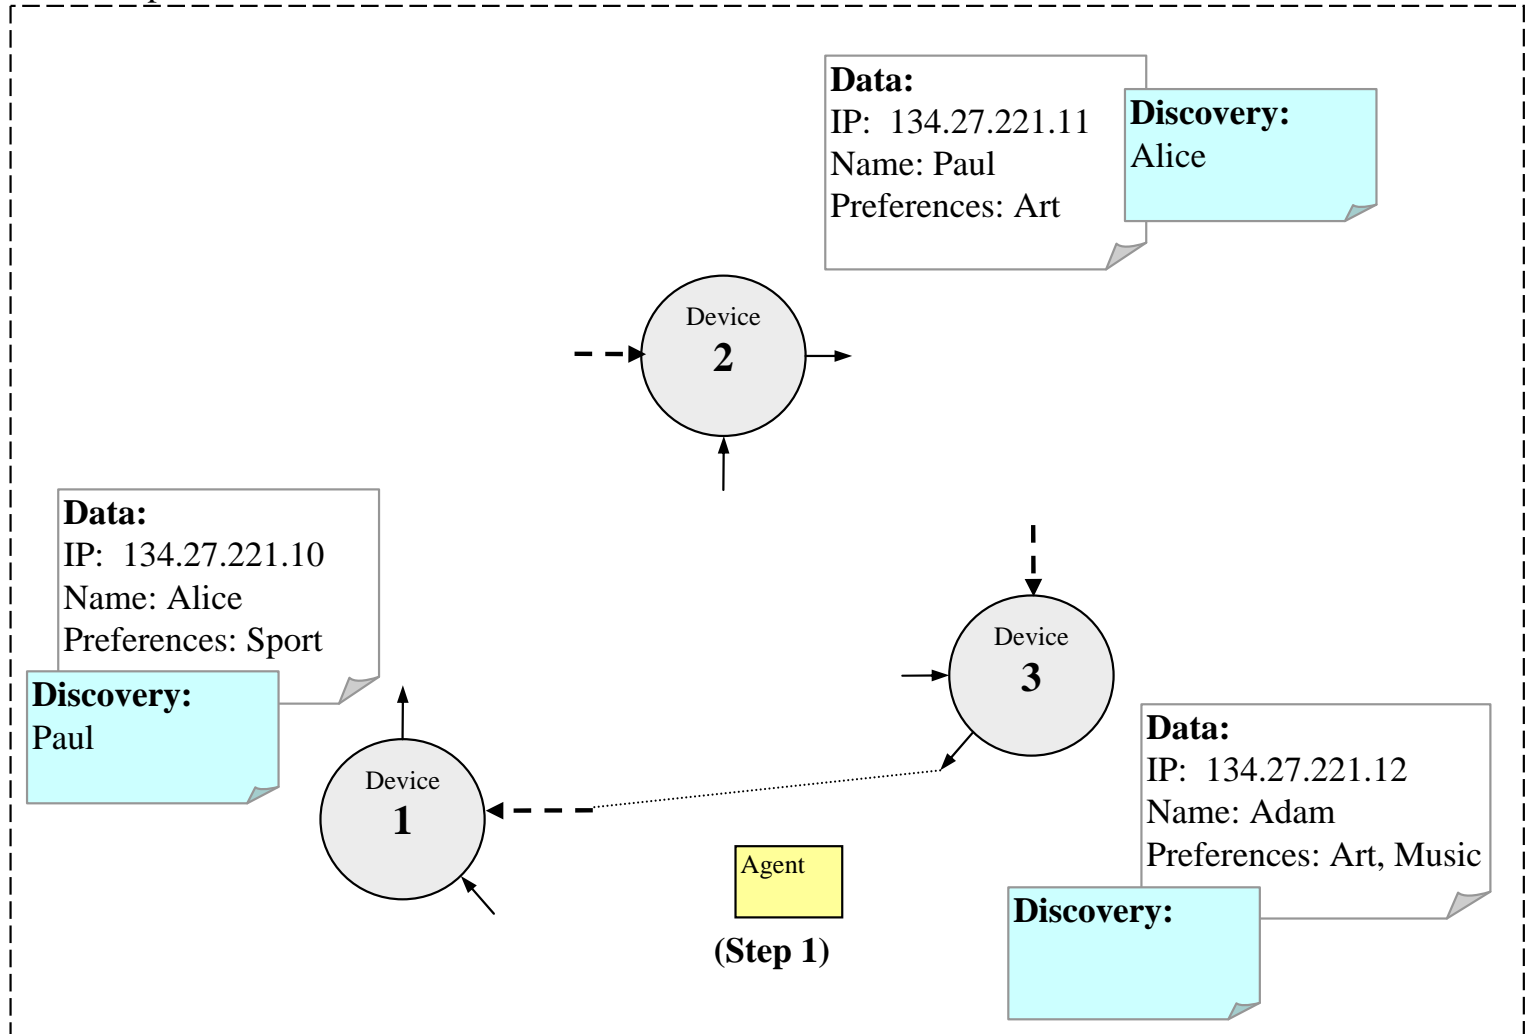 Data:
IP: 134.27.221.11
Name: Paul
Preferences: Art
Discovery:
Alice
Device
2
Data:
IP: 134.27.221.10
Name: Alice
Preferences: Sport
Discovery:
Paul
Device
1
Device
3
Data:
IP: 134.27.221.12
Name: Adam
Preferences: Art, Music
Discovery:
Agent
(Step 1)